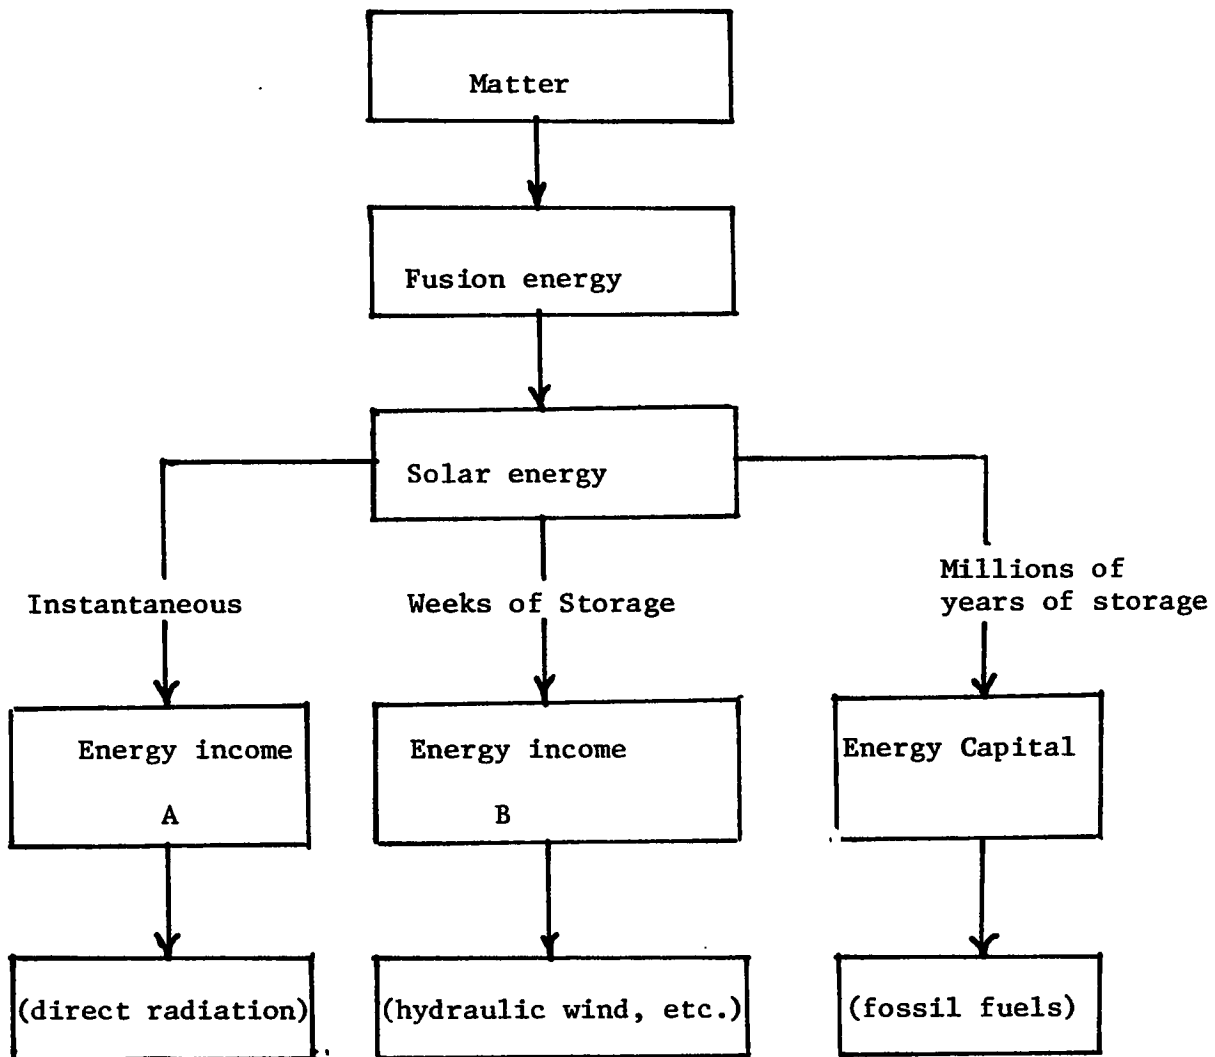 Matter
Fusion energy
Solar energy
Instantaneous
Weeks of Storage
Millions of
years of storage
Energy income
A
Energy income
B
Energy Capital
(direct radiation)
(hydraulic wind, etc.)
(fossil fuels)